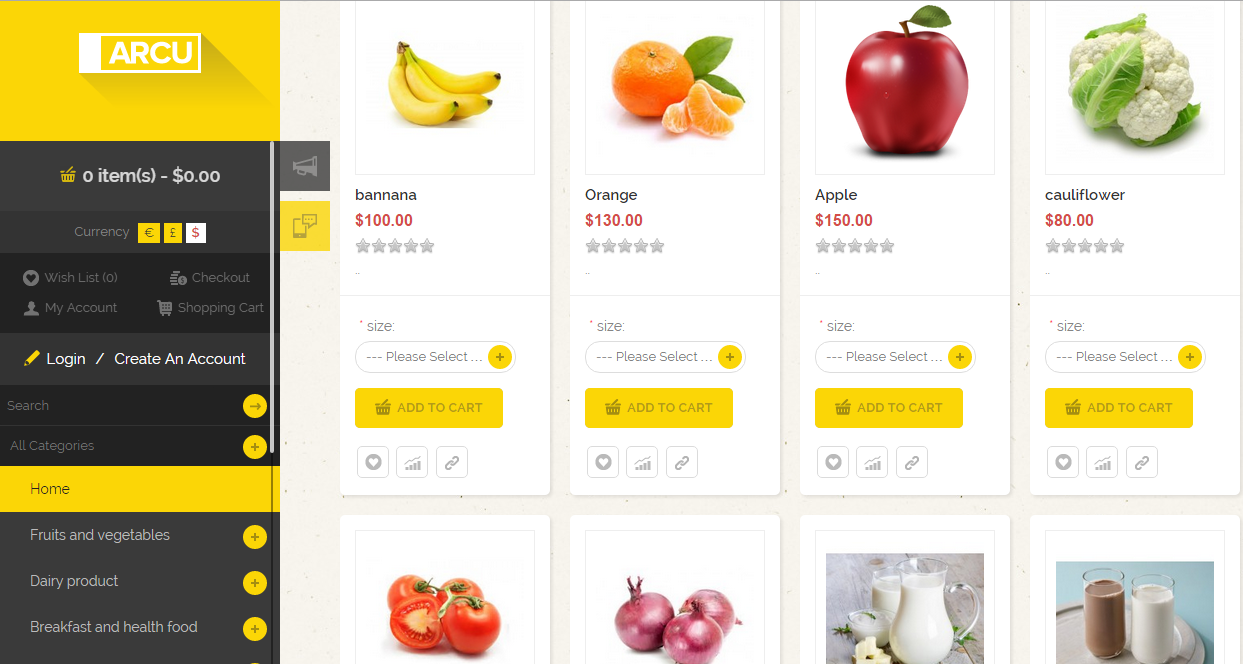 ARCU
0 item(s) - $0.00
Currency € £ $
Wish List (0) Checkout
My Account Shopping Cart
Login / Create An Account
Search
All Categories
Home
Fruits and vegetables
Dairy product
Breakfast and health food
bannana
$100.00
..
* size:
--- Please Select ...
ADD TO CART
Orange
$130.00
..
* size:
--- Please Select ...
ADD TO CART
Apple
$150.00
..
* size:
--- Please Select ...
ADD TO CART
cauliflower
$80.00
..
* size:
--- Please Select ...
ADD TO CART